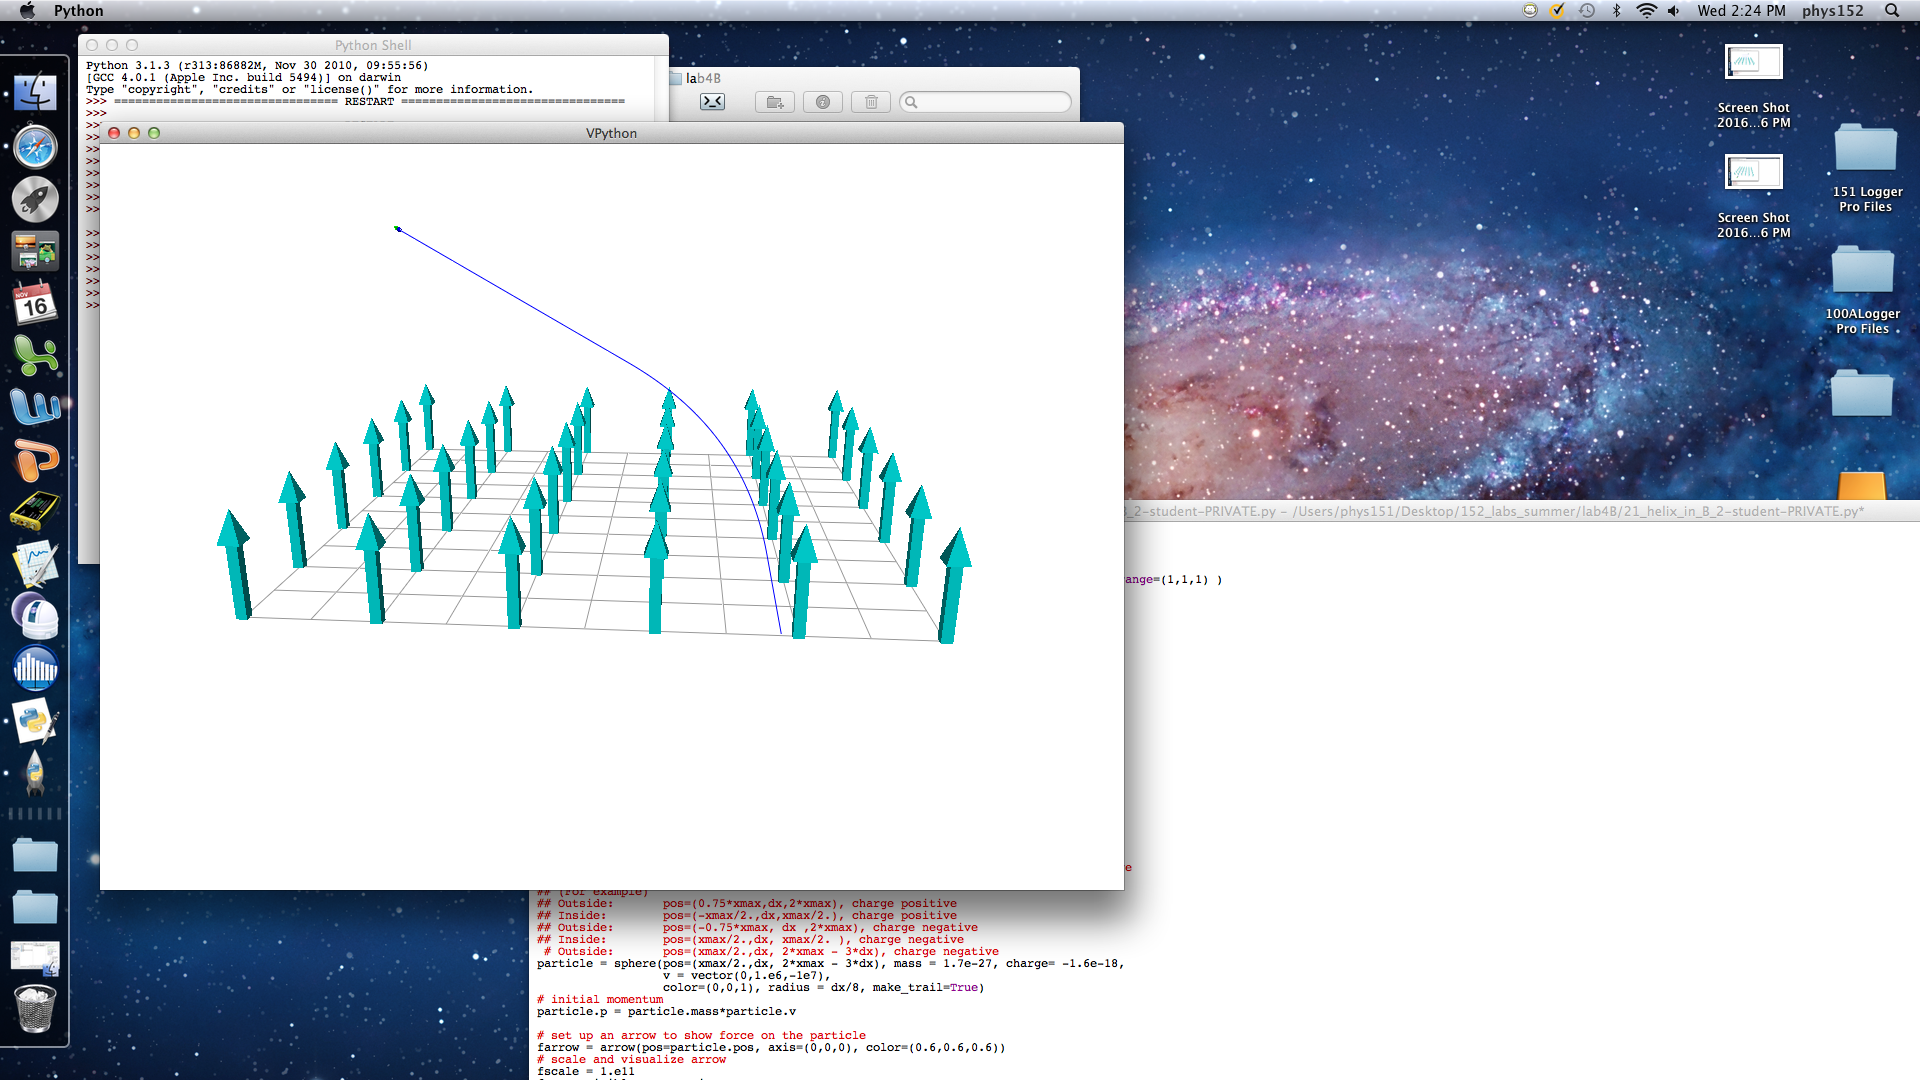 Python
Wed 2:24 PM
phys152
Python Shell
Python 3.1.3 (r313:86882M, Nov 30 2010, 09:55:56)
[GCC 4.0.1 (Apple Inc. build 5494)] on darwin
Type "copyright", "credits" or "license()" for more information.
>>> ================================ RESTART ================================
>>>
lab4B
VPython
Screen Shot
2016...6 PM
Screen Shot
2016...6 PM
151 Logger
Pro Files
100ALogger
Pro Files
NOV
16
_2-student-PRIVATE.py – /Users/phys151/Desktop/152_labs_summer/lab4B/21_helix_in_B_2-student-PRIVATE.py*
ange=(1,1,1) )
e
## (for example)
## Outside: pos=(0.75*xmax,dx,2*xmax), charge positive
## Inside: pos=(-xmax/2.,dx,xmax/2.), charge positive
## Outside: pos=(-0.75*xmax, dx ,2*xmax), charge negative
## Inside: pos=(xmax/2.,dx, xmax/2. ), charge negative
# Outside: pos=(xmax/2.,dx, 2*xmax - 3*dx), charge negative
particle = sphere(pos=(xmax/2.,dx, 2*xmax - 3*dx), mass = 1.7e-27, charge= -1.6e-18,
v = vector(0,1.e6,-1e7),
color=(0,0,1), radius = dx/8, make_trail=True)
# initial momentum
particle.p = particle.mass*particle.v
# set up an arrow to show force on the particle
farrow = arrow(pos=particle.pos, axis=(0,0,0), color=(0.6,0.6,0.6))
# scale and visualize arrow
fscale = 1.e11